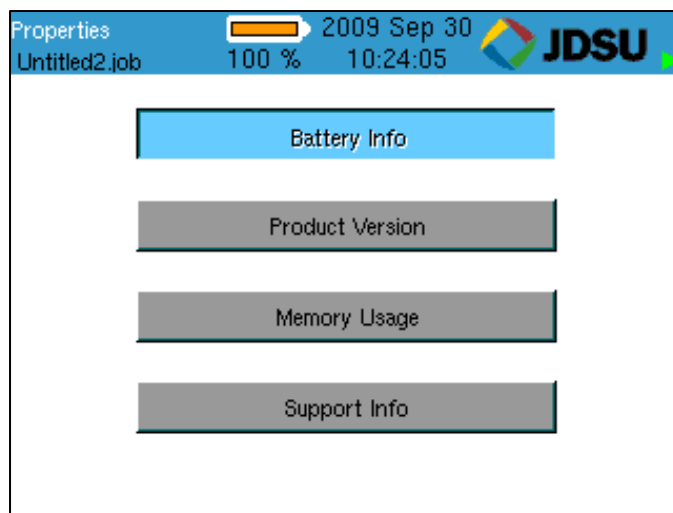 Properties
2009 Sep 30
JDSU
Untitled2.job
100 %
10:24:05
Battery Info
Product Version
Memory Usage
Support Info